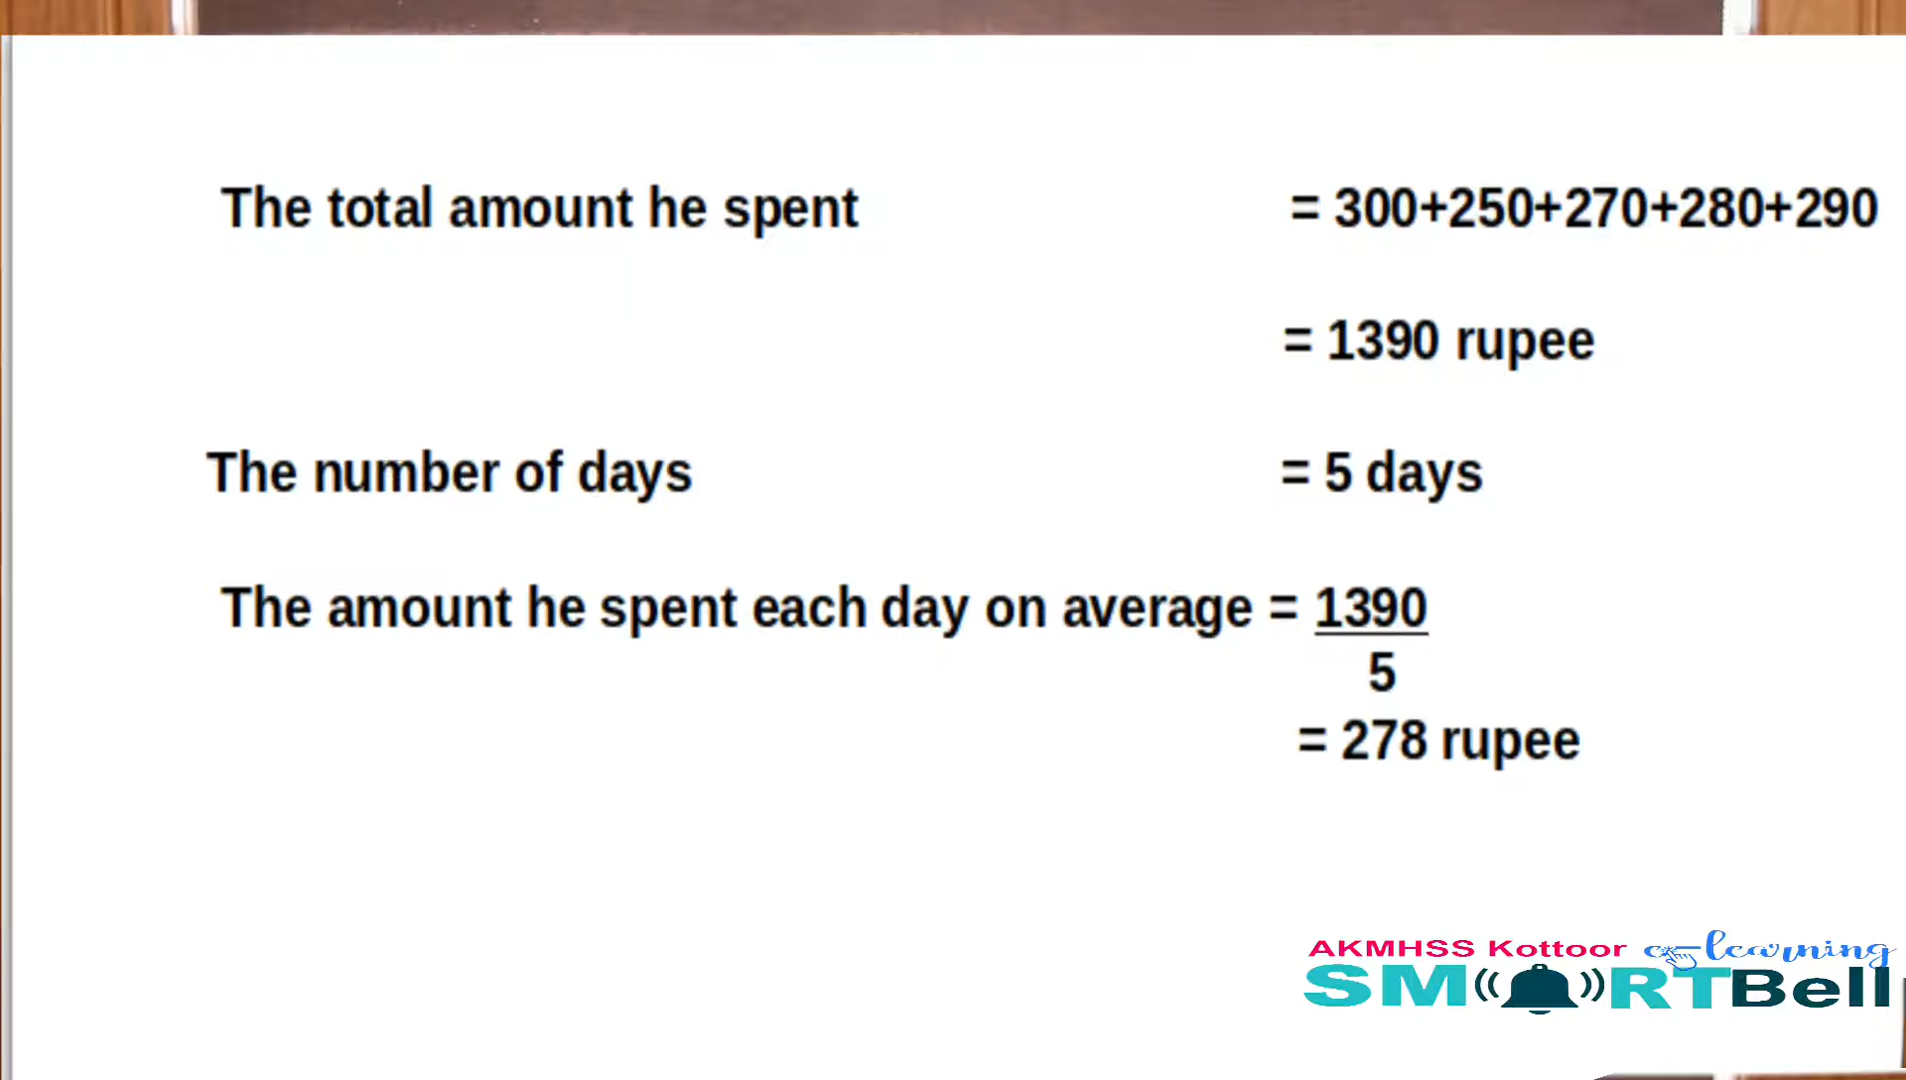 The total amount he spent = 300+250+270+280+290
= 1390 rupee
The number of days = 5 days
The amount he spent each day on average = 1390
5
= 278 rupee
AKMHSS Kottoor e-learning
SMARTBell